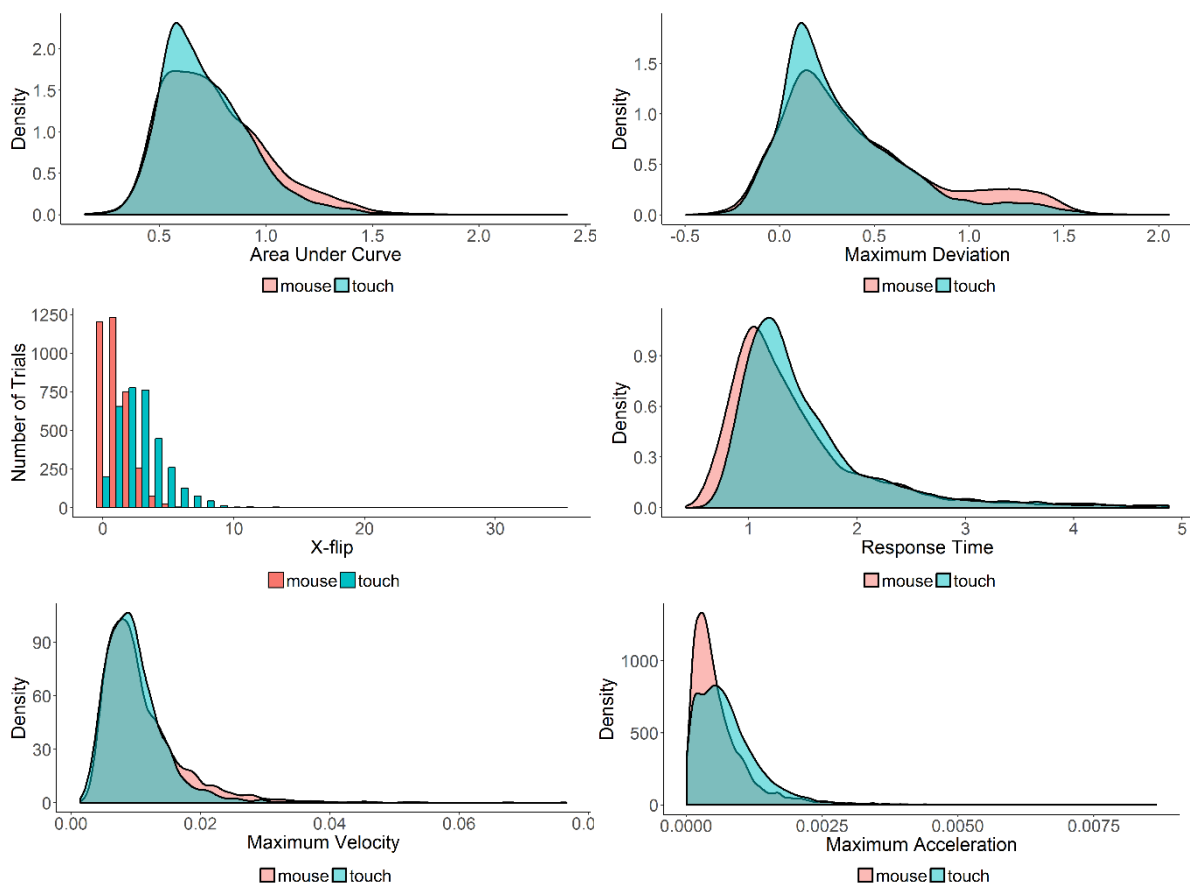 Density
2.0
1.5
1.0
0.5
0.0
0.5 1.0 1.5 2.0 2.5
Area Under Curve
mouse touch
Density
1.5
1.0
0.5
0.0
-0.5 0.0 0.5 1.0 1.5 2.0
Maximum Deviation
mouse touch
Number of Trials
1250
1000
750
500
250
0
0 10 20 30
X-flip
mouse touch
Density
0.9
0.6
0.3
0.0
1 2 3 4 5
Response Time
mouse touch
Density
90
60
30
0
0.00 0.02 0.04 0.06 0.0
Maximum Velocity
mouse touch
Density
1000
500
0
0.0000 0.0025 0.0050 0.0075
Maximum Acceleration
mouse touch